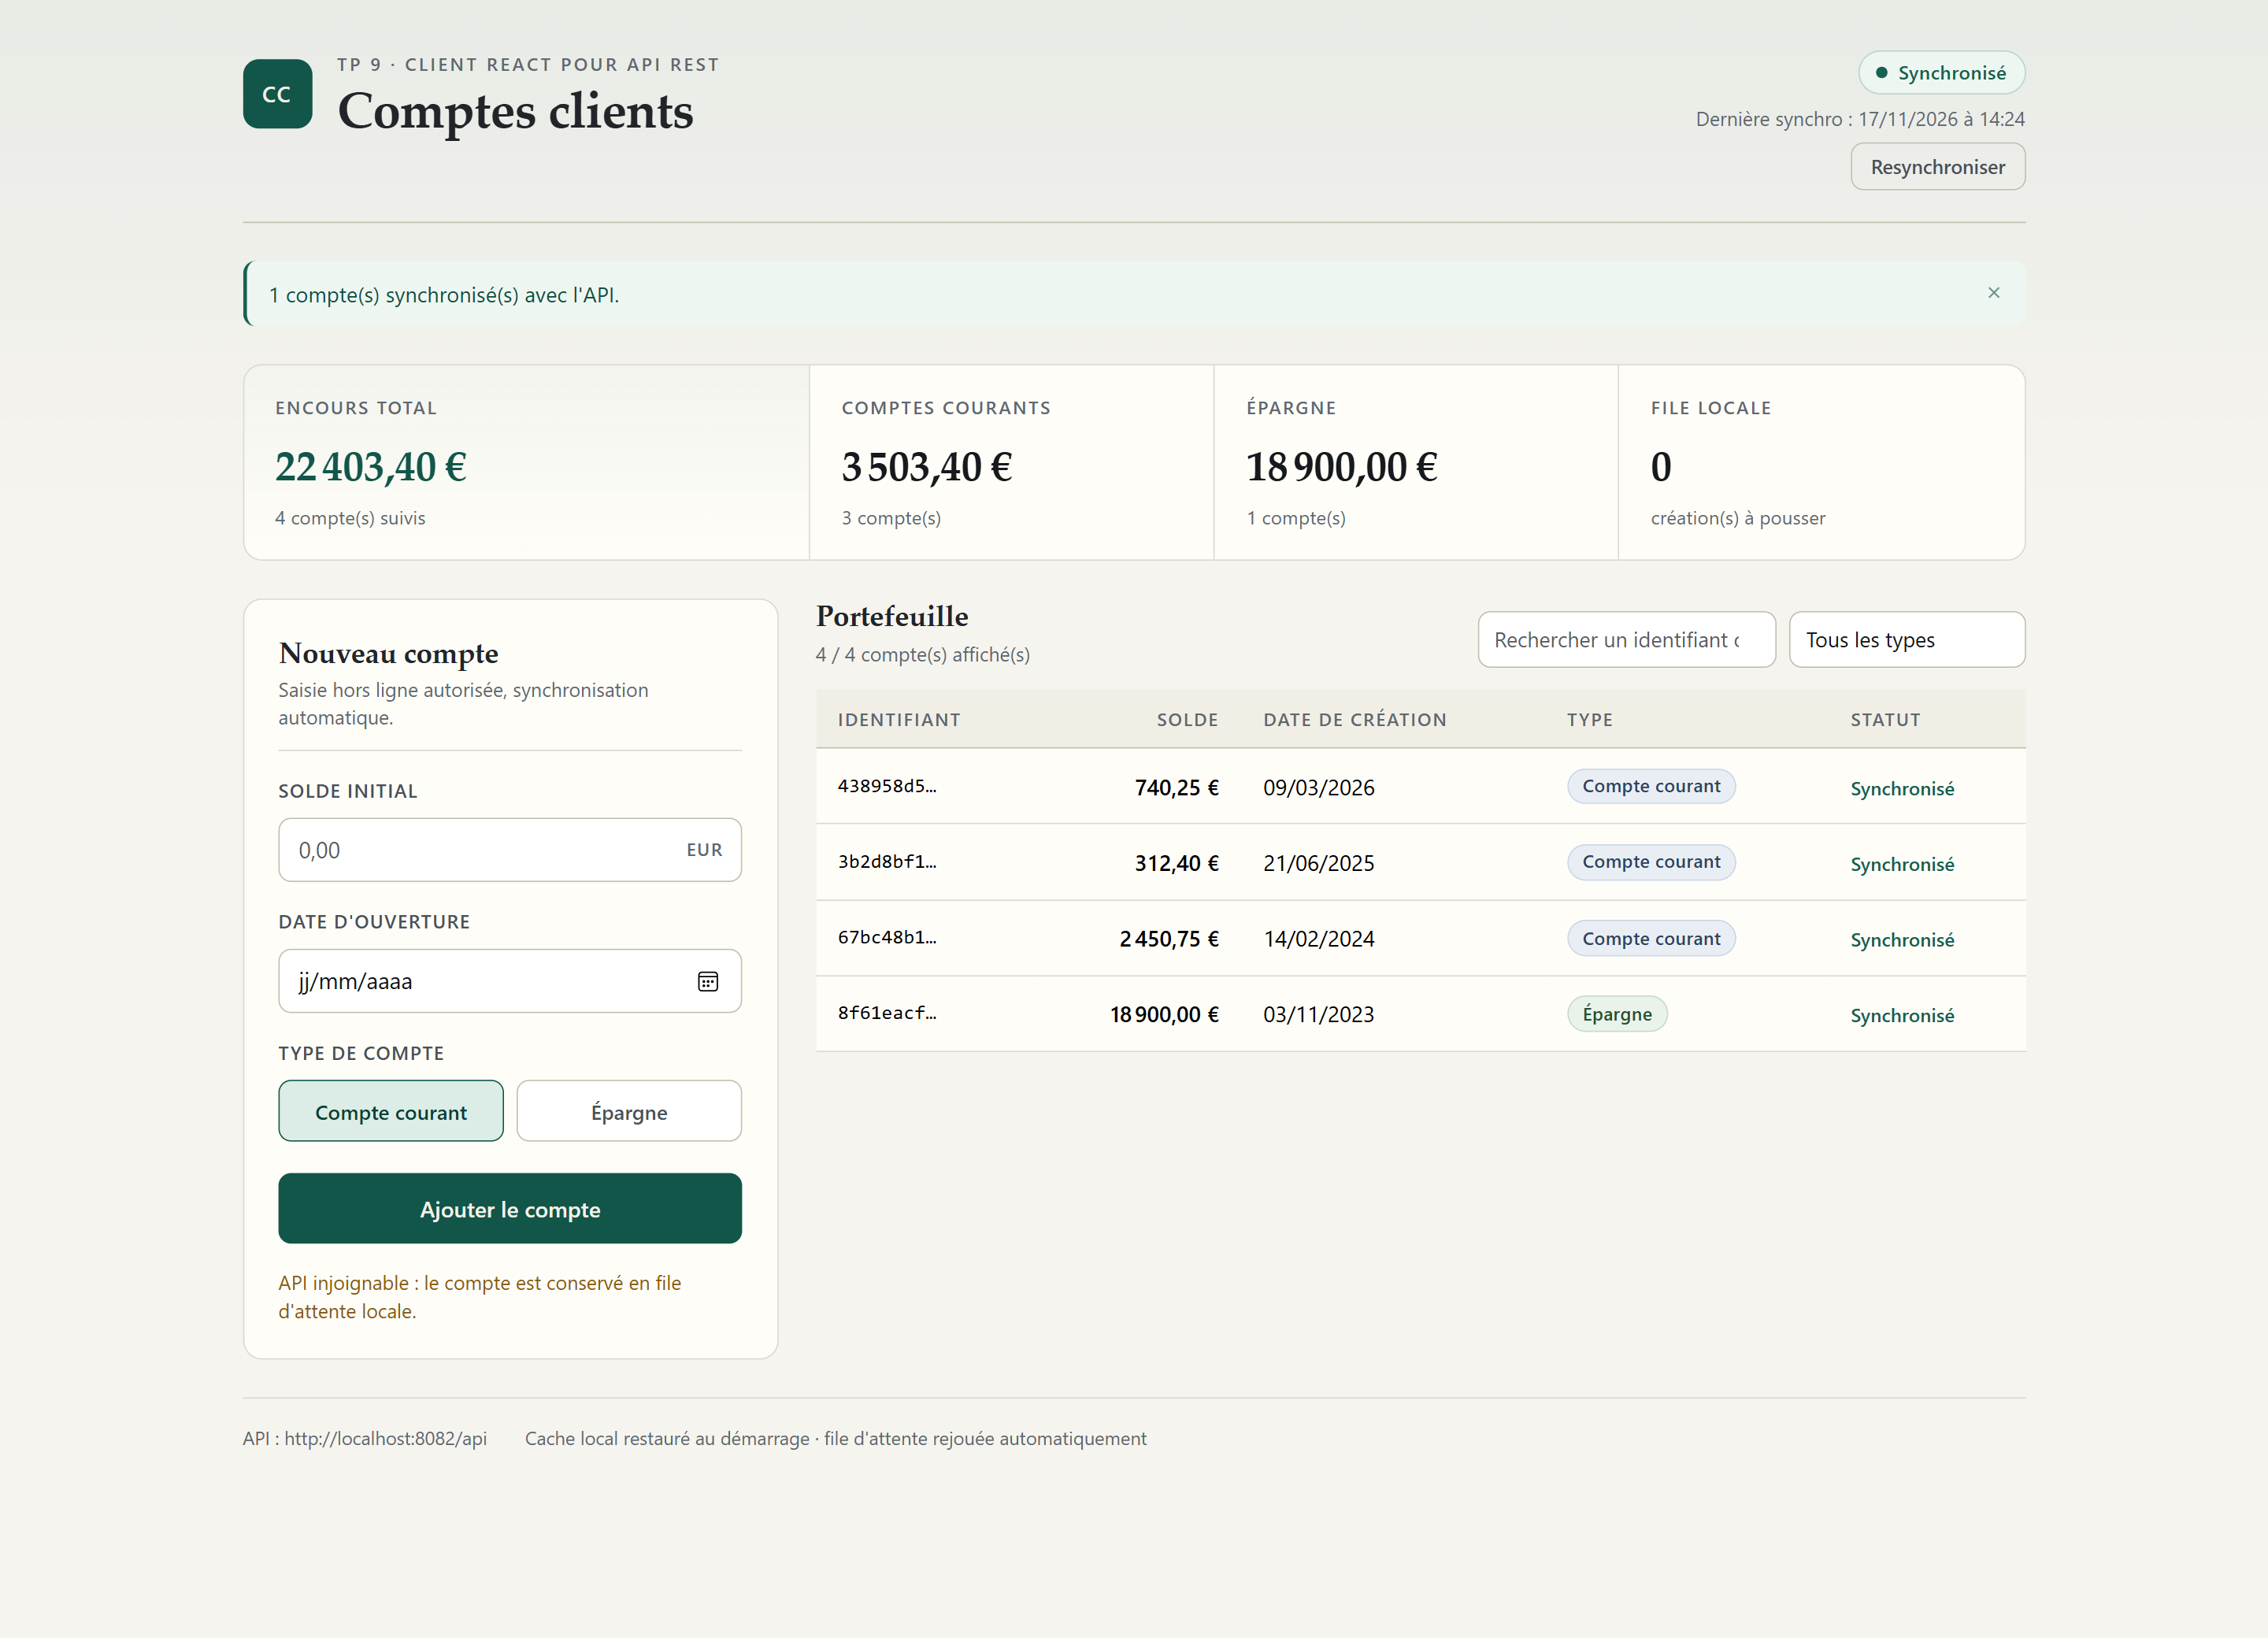 CC
TP 9 · CLIENT REACT POUR API REST
Comptes clients
Synchronisé
Dernière synchro : 17/11/2026 à 14:24
Resynchroniser
1 compte(s) synchronisé(s) avec l'API.
×
ENCOURS TOTAL
22 403,40 €
4 compte(s) suivis
COMPTES COURANTS
3 503,40 €
3 compte(s)
ÉPARGNE
18 900,00 €
1 compte(s)
FILE LOCALE
0
création(s) à pousser
Nouveau compte
Saisie hors ligne autorisée, synchronisation
automatique.
SOLDE INITIAL
0,00 EUR
DATE D'OUVERTURE
jj/mm/aaaa
TYPE DE COMPTE
Compte courant Épargne
Ajouter le compte
API injoignable : le compte est conservé en file
d'attente locale.
Portefeuille
4 / 4 compte(s) affiché(s)
Rechercher un identifiant
Tous les types
IDENTIFIANT SOLDE DATE DE CRÉATION TYPE STATUT
438958d5… 740,25 € 09/03/2026 Compte courant Synchronisé
3b2d8bf1… 312,40 € 21/06/2025 Compte courant Synchronisé
67bc48b1… 2 450,75 € 14/02/2024 Compte courant Synchronisé
8f61eacf… 18 900,00 € 03/11/2023 Épargne Synchronisé
API : http://localhost:8082/api Cache local restauré au démarrage · file d'attente rejouée automatiquement